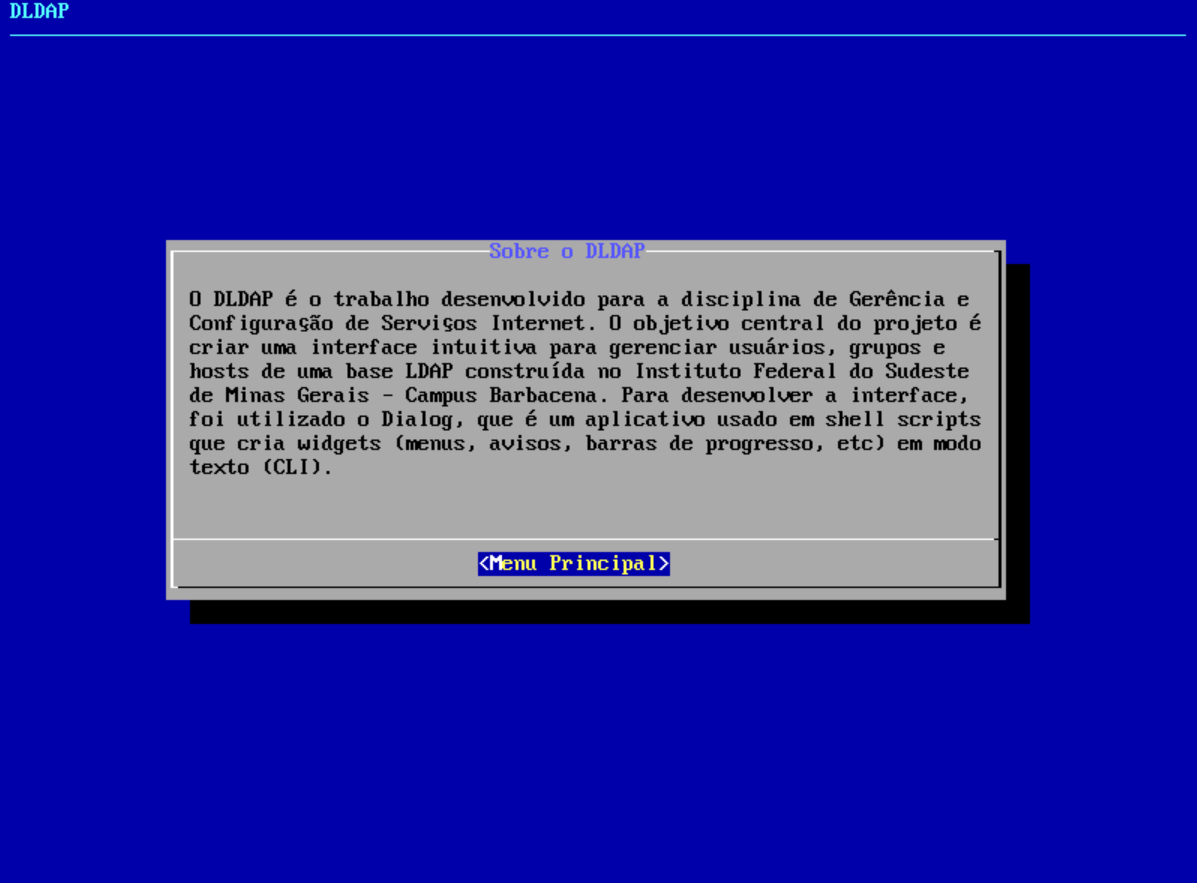 DLDAP
Sobre o DLDAP
O DLDAP é o trabalho desenvolvido para a disciplina de Gerência e
Configuração de Serviços Internet. O objetivo central do projeto é
criar uma interface intuitiva para gerenciar usuários, grupos e
hosts de uma base LDAP construída no Instituto Federal do Sudeste
de Minas Gerais - Campus Barbacena. Para desenvolver a interface,
foi utilizado o Dialog, que é um aplicativo usado em shell scripts
que cria widgets (menus, avisos, barras de progresso, etc) em modo
texto (CLI).
<Menu Principal>